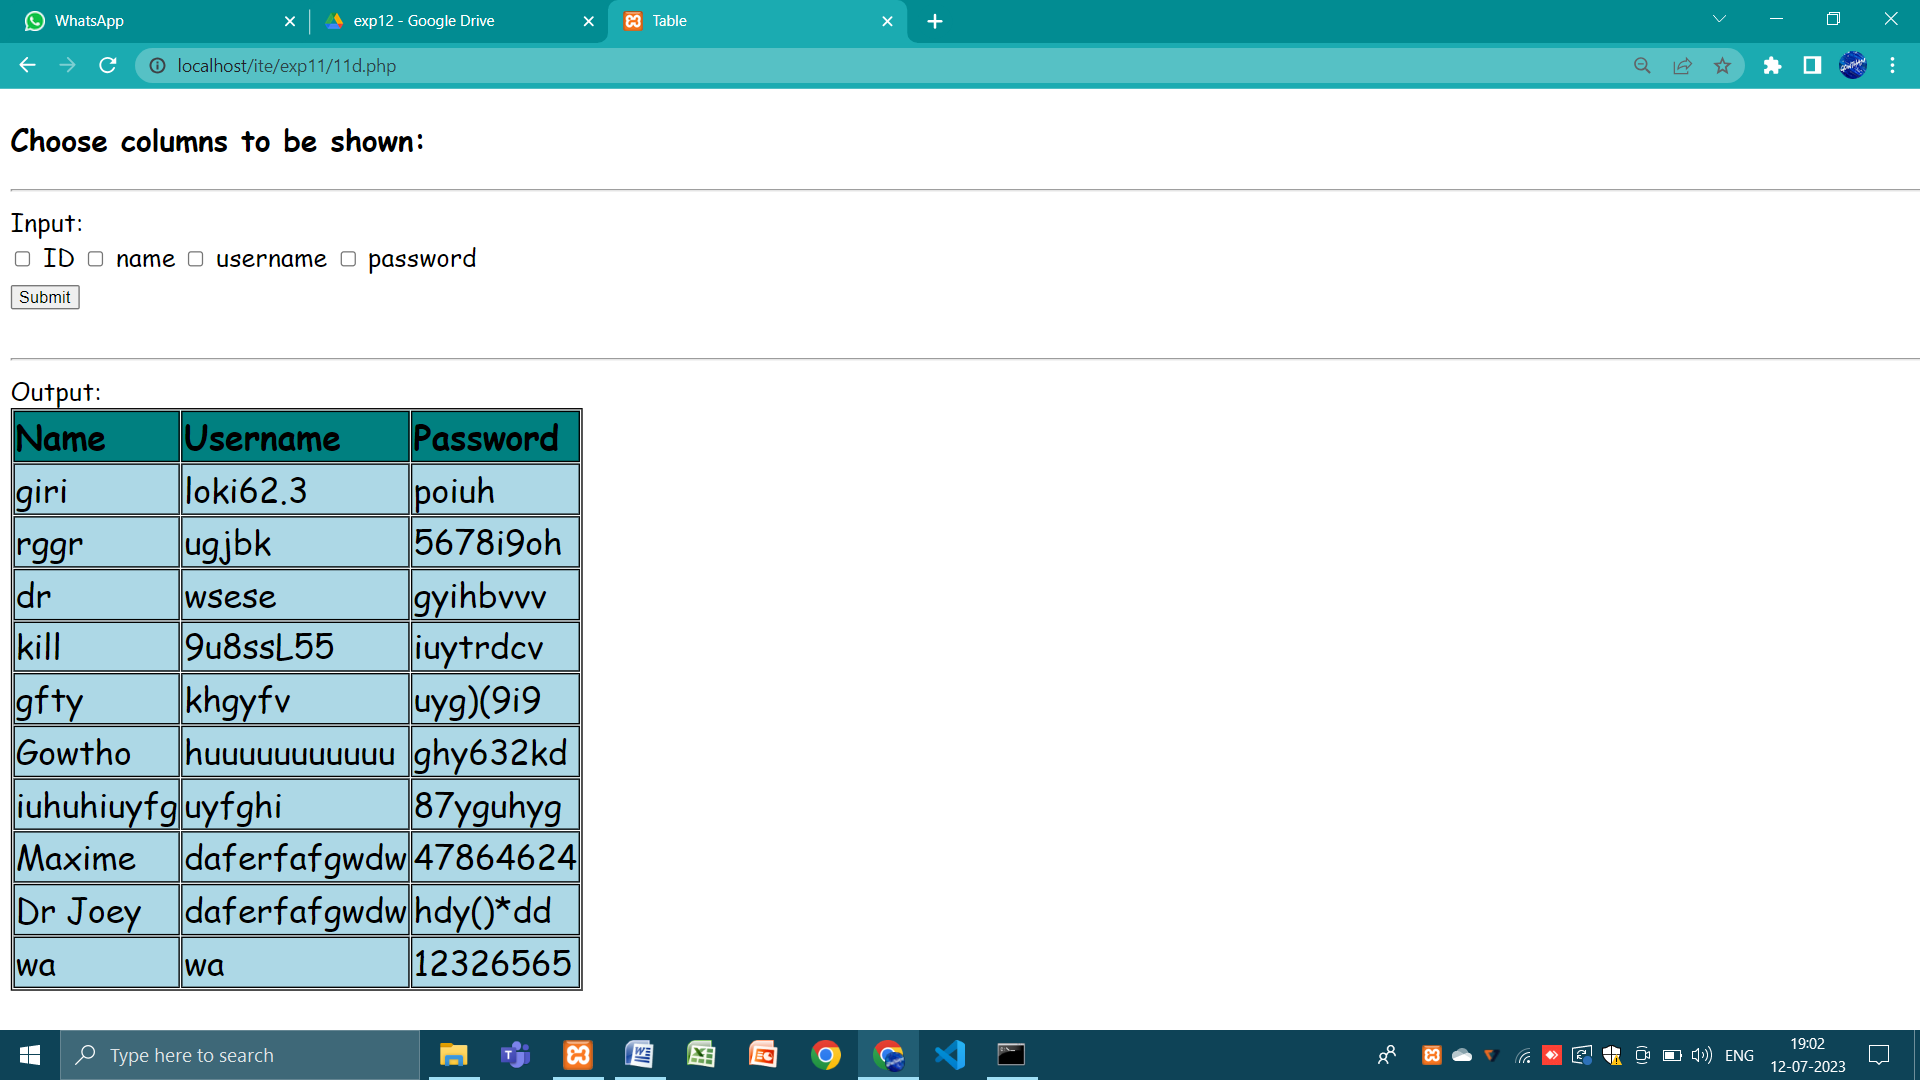 WhatsApp
exp12 - Google Drive
Table
localhost/ite/exp11/11d.php
Choose columns to be shown:
Input:
ID name username password
Submit
Output:
Name Username Password
giri loki62.3 poiuh
rggr ugjbk 5678i9oh
dr wsese gyihbvvv
kill 9u8ssL55 iuytrdcv
gfty khgyfv uyg)(9i9
Gowtho huuuuuuuuuuu ghy632kd
iuhuhiuyfg uyfghi 87yguhyg
Maxime daferfafgwdw 47864624
Dr Joey daferfafgwdw hdy()*dd
wa wa 12326565
Type here to search
ENG
19:02
12-07-2023